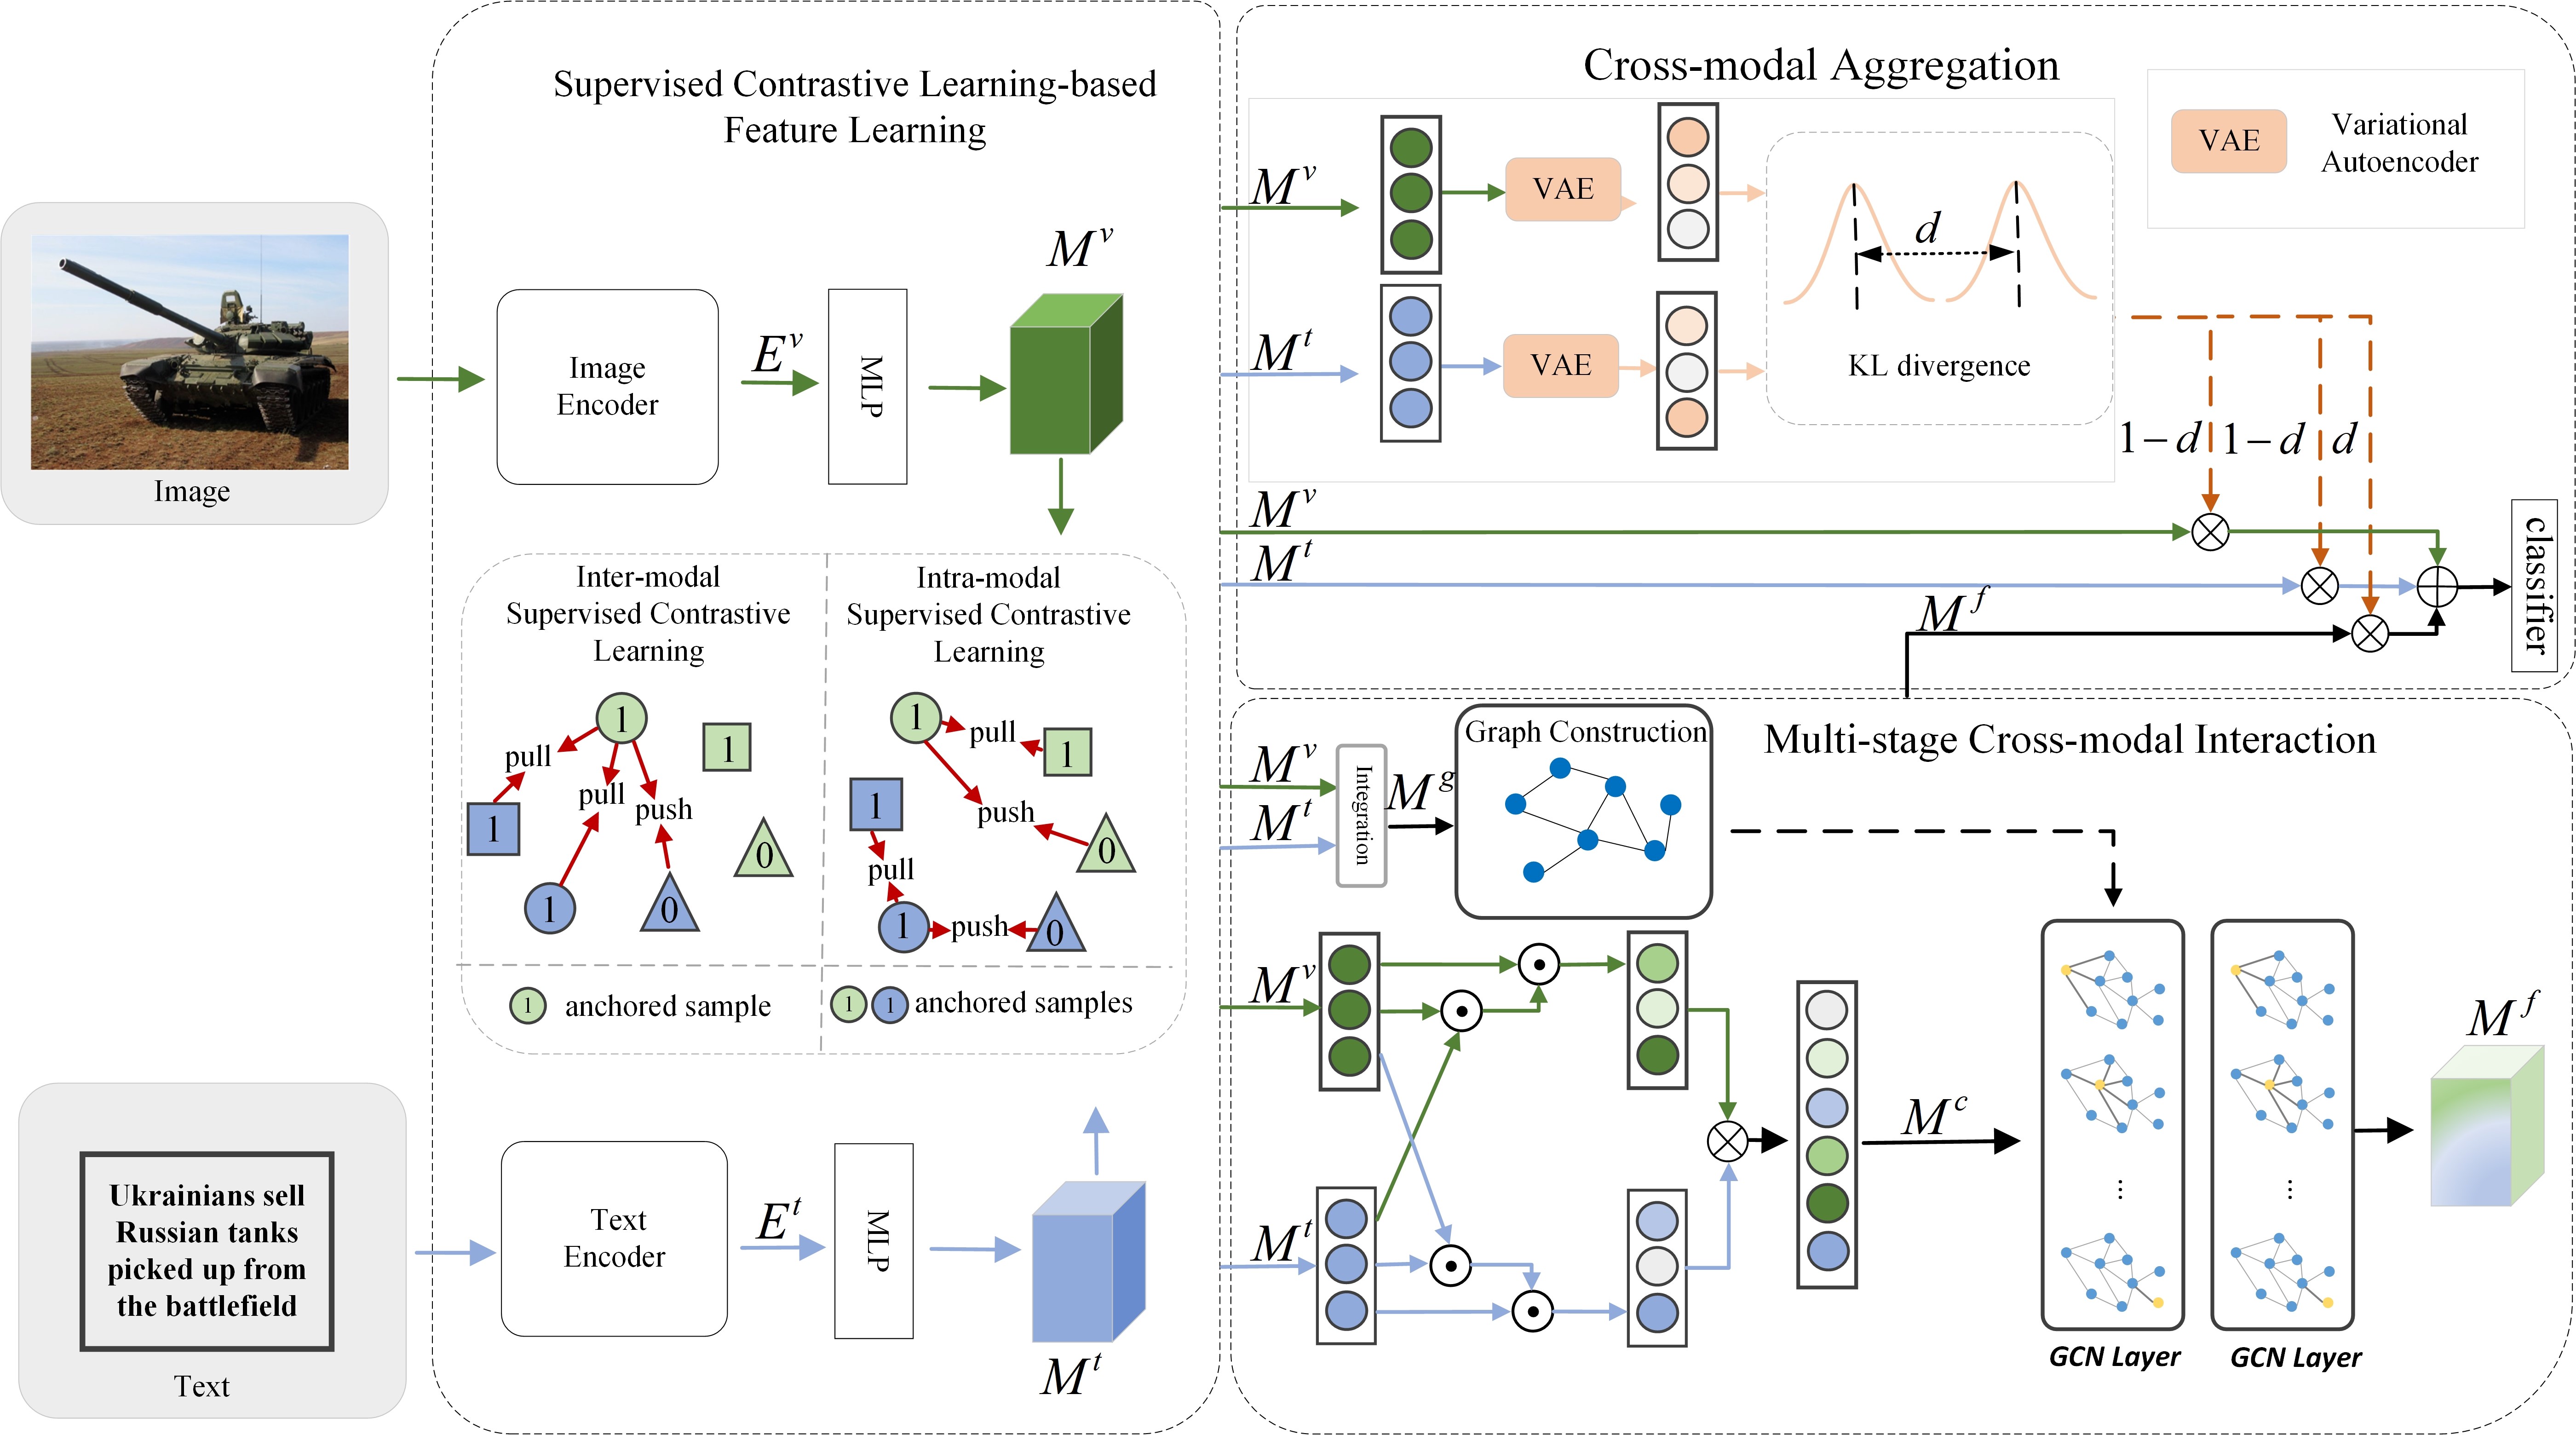 Image
Ukrainians sell
Russian tanks
picked up from
the battlefield
Text
Supervised Contrastive Learning-based
Feature Learning
Image
Encoder
E^v
MLP
M^v
Inter-modal
Supervised Contrastive
Learning
1
pull
pull
push
1
1
1
0
0
Intra-modal
Supervised Contrastive
Learning
1
pull
1
1
push
0
pull
1
push
0
1
anchored sample
1
1
anchored samples
Text
Encoder
E^t
MLP
M^t
Cross-modal Aggregation
M^v
VAE
M^t
VAE
d
KL divergence
VAE
Variational
Autoencoder
1-d
1-d
d
M^v
M^t
M^f
classifier
Multi-stage Cross-modal Interaction
M^v
M^t
Integration
M^g
Graph Construction
M^v
M^t
M^c
...
...
GCN Layer
GCN Layer
M^f